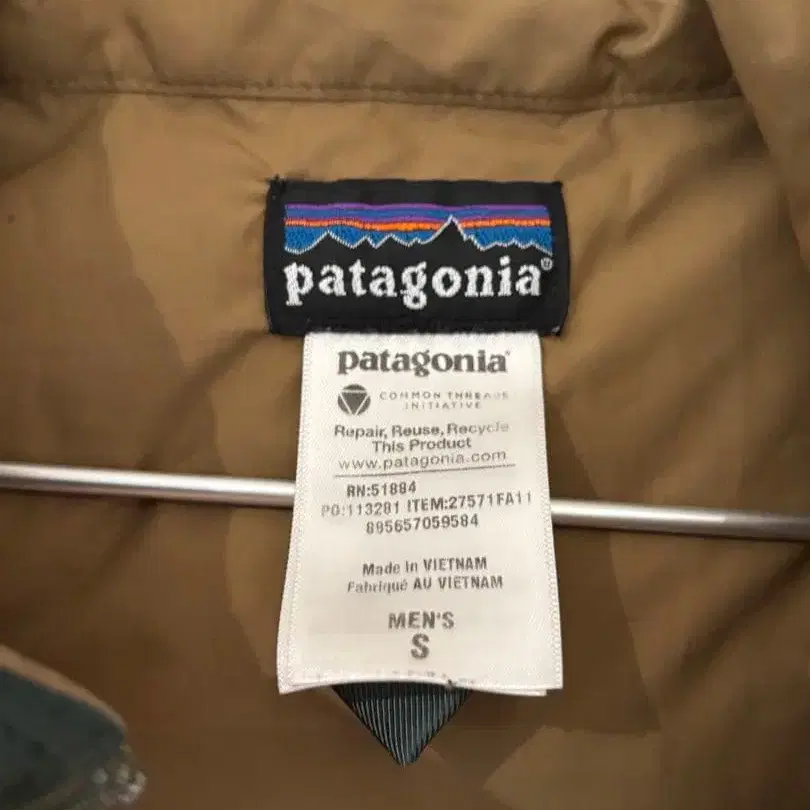 patagonia®
patagonia®
COMMON THREADS
INITIATIVE
Repair, Reuse, Recycle
This Product
www.patagonia.com
RN:51884
PO:113281 ITEM:27571FA11
895657059584
Made in VIETNAM
Fabriqué AU VIETNAM
MEN'S
S